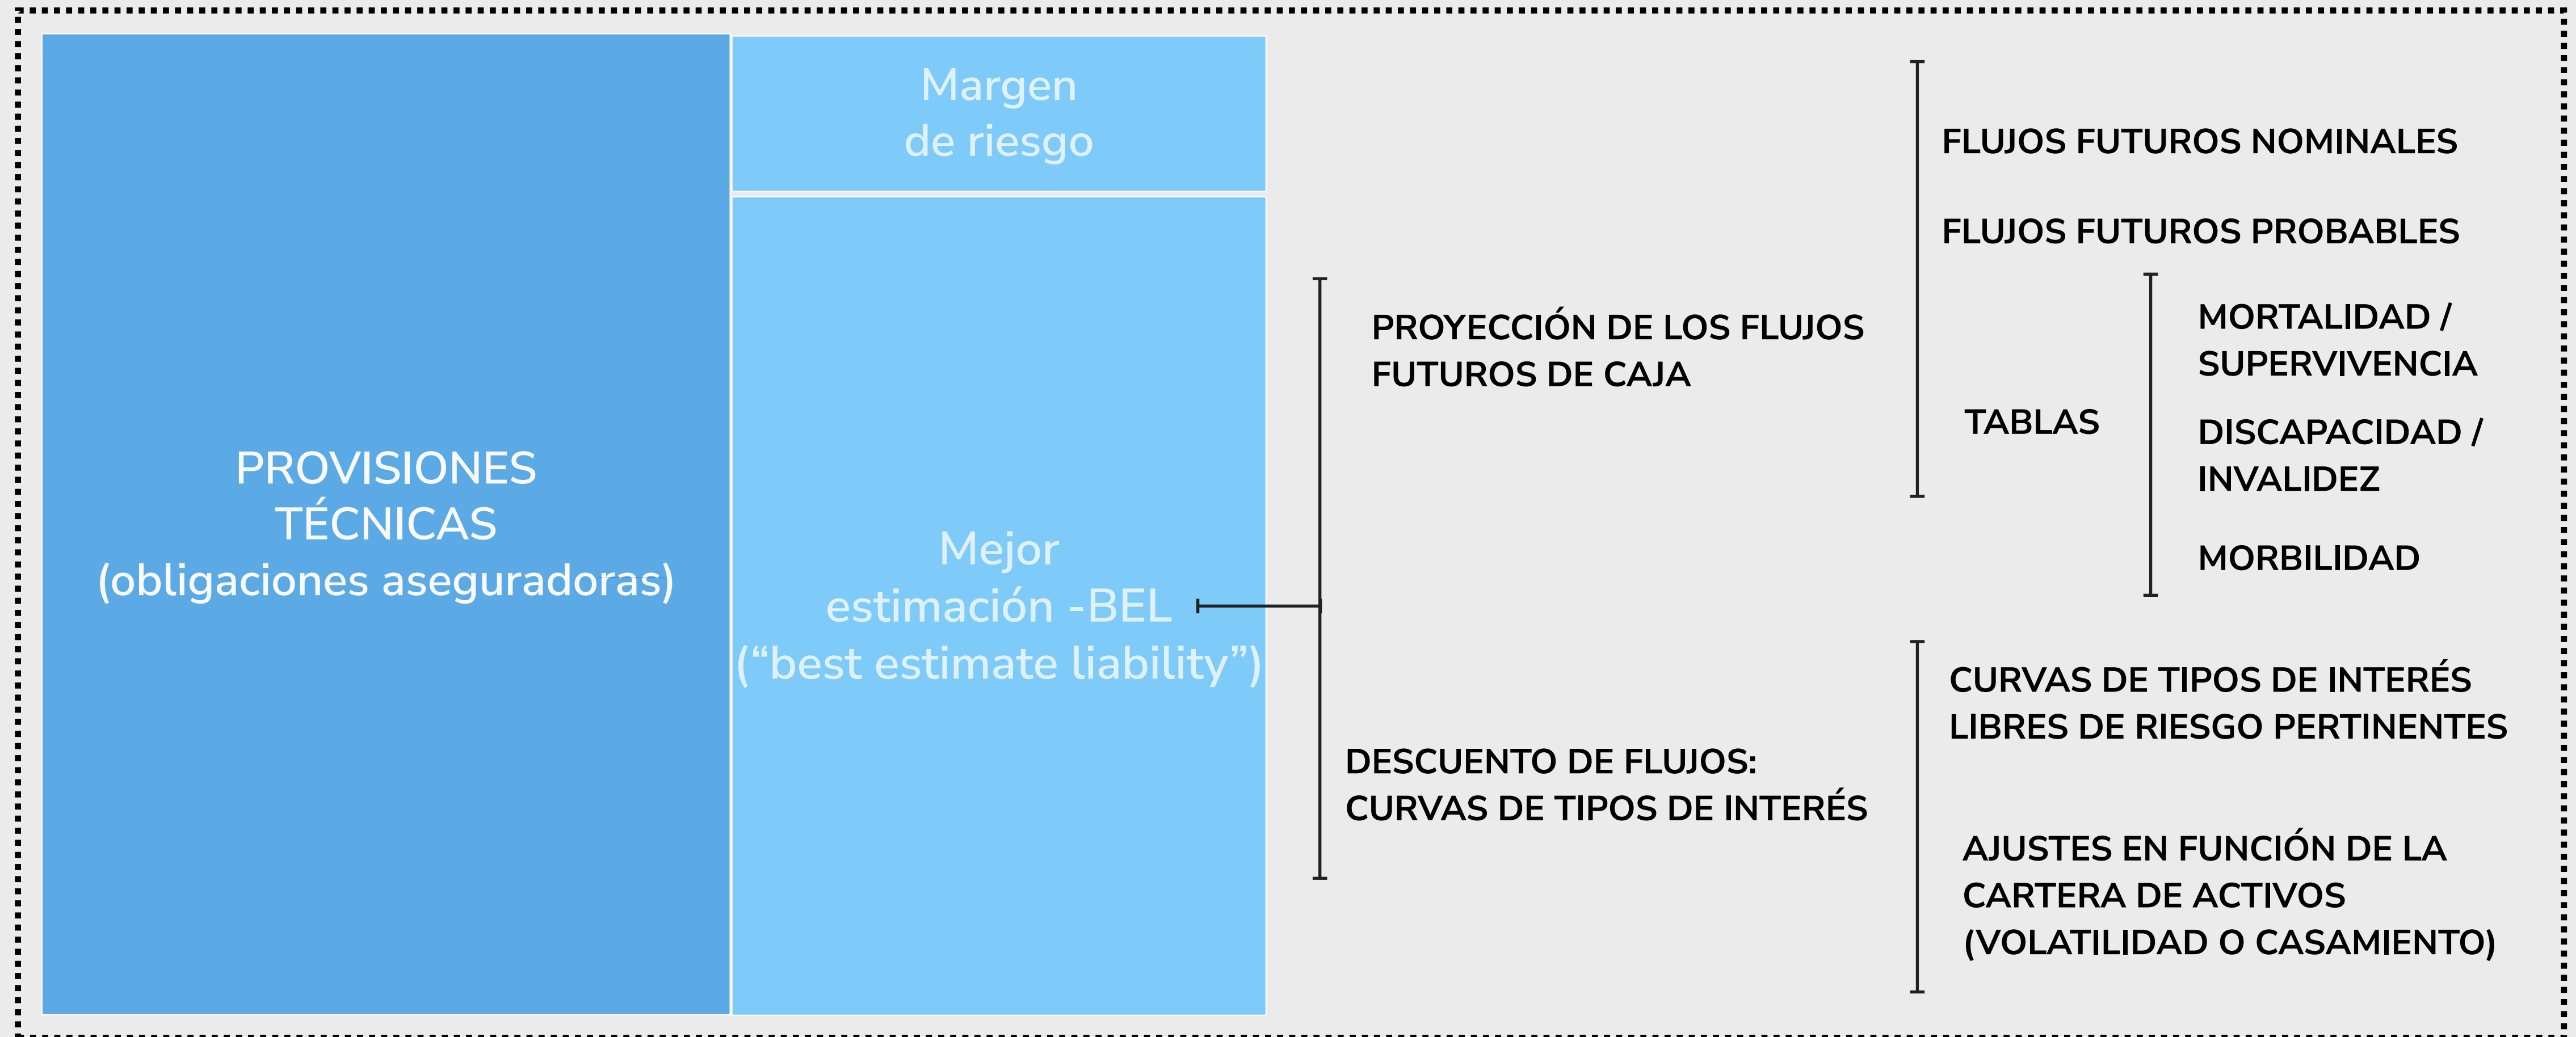 PROVISIONES
TÉCNICAS
(obligaciones aseguradoras)
Margen
de riesgo
Mejor
estimación -BEL
(“best estimate liability”)
PROYECCIÓN DE LOS FLUJOS
FUTUROS DE CAJA
FLUJOS FUTUROS NOMINALES
FLUJOS FUTUROS PROBABLES
TABLAS
MORTALIDAD /
SUPERVIVENCIA
DISCAPACIDAD /
INVALIDEZ
MORBILIDAD
DESCUENTO DE FLUJOS:
CURVAS DE TIPOS DE INTERÉS
CURVAS DE TIPOS DE INTERÉS
LIBRES DE RIESGO PERTINENTES
AJUSTES EN FUNCIÓN DE LA
CARTERA DE ACTIVOS
(VOLATILIDAD O CASAMIENTO)